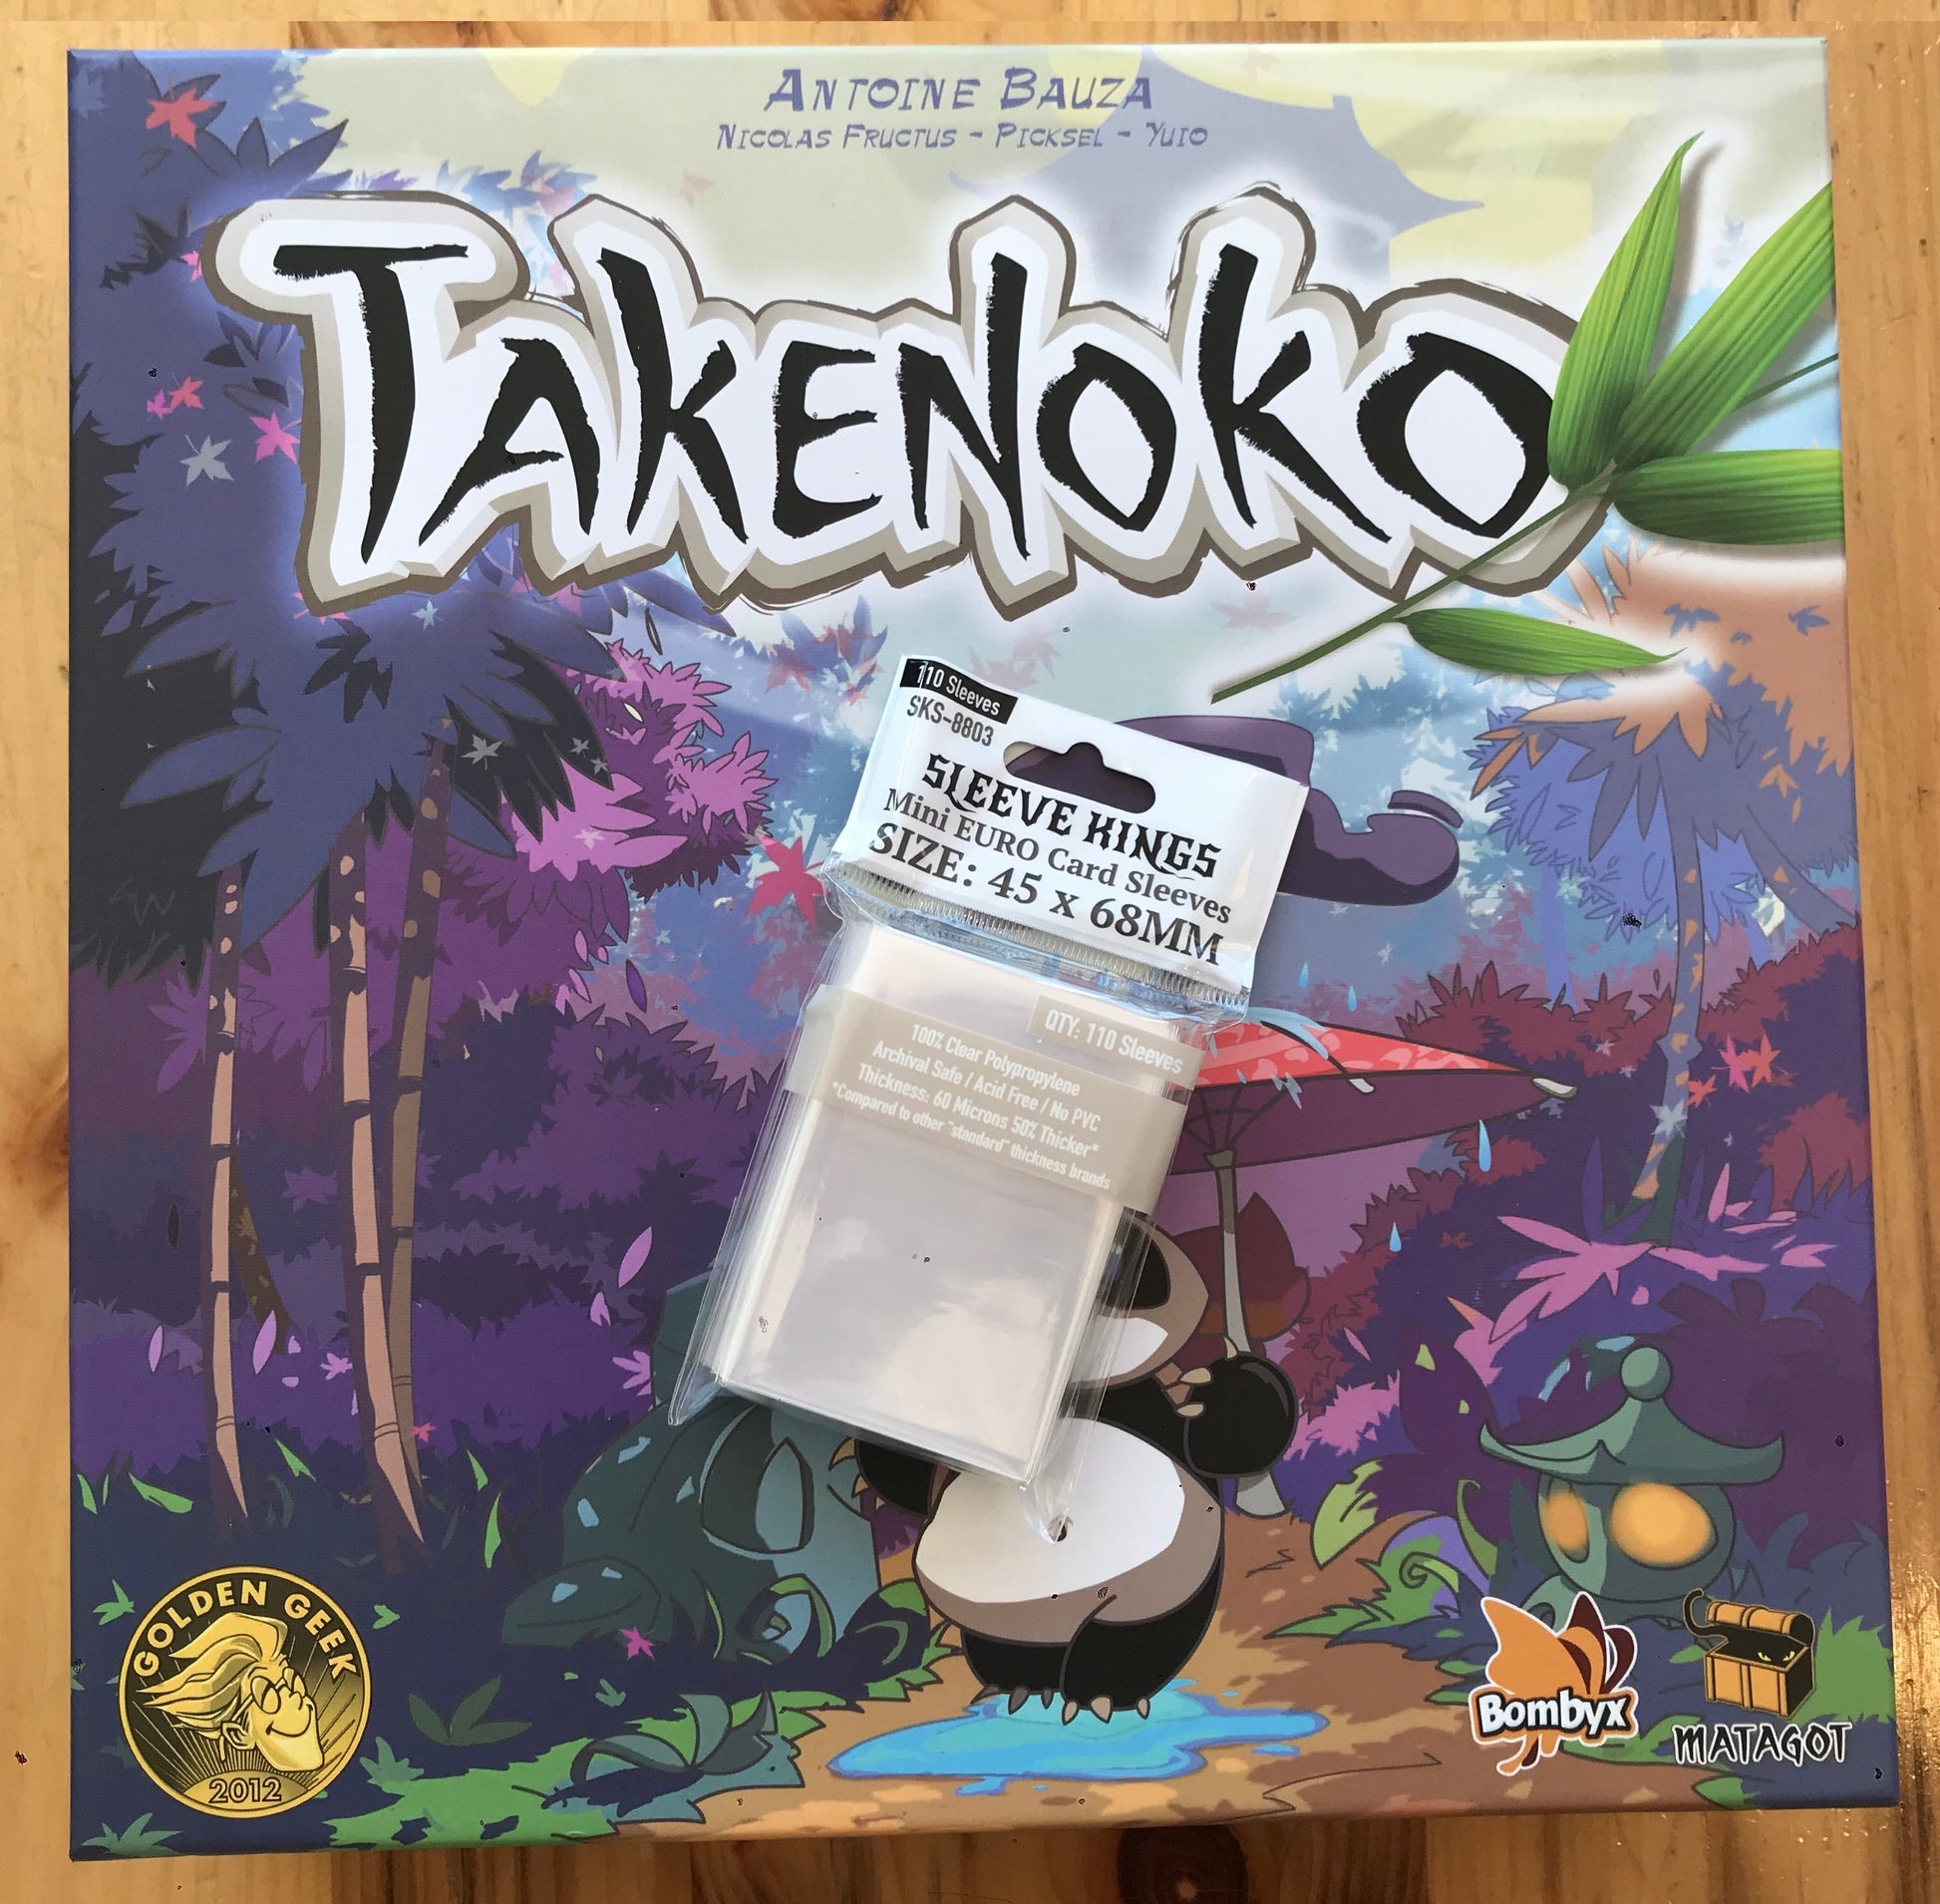 ANTOINE BAUZA
NICOLAS FRUCTUS - PICKSEL - YUIO
TAKENOKO
110 Sleeves
SKS-8803
SLEEVE KINGS
Mini EURO Card Sleeves
SIZE: 45 x 68MM
QTY: 110 Sleeves
100% Clear Polypropylene
Archival Safe / Acid Free / No PVC
Thickness: 60 Microns 50% Thicker*
*Compared to other "standard" thickness brands
GOLDEN GEEK
2012
Bombyx
MATAGOT